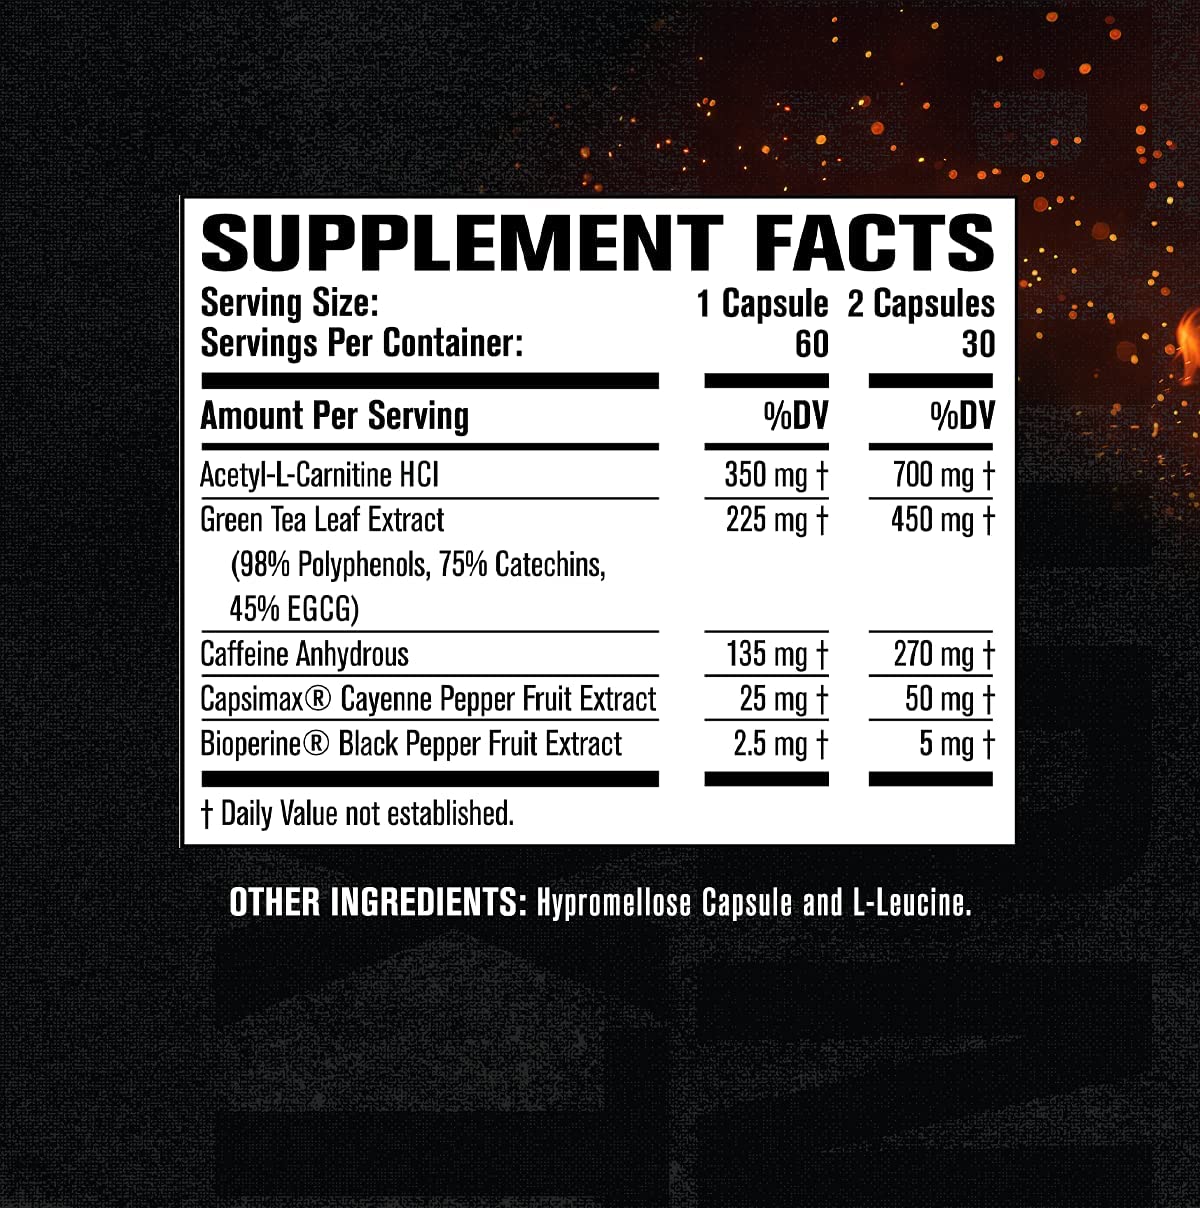 SUPPLEMENT FACTS
Serving Size: 1 Capsule 2 Capsules
Servings Per Container: 60 30
Amount Per Serving %DV %DV
Acetyl-L-Carnitine HCl 350 mg † 700 mg †
Green Tea Leaf Extract 225 mg † 450 mg †
(98% Polyphenols, 75% Catechins,
45% EGCG)
Caffeine Anhydrous 135 mg † 270 mg †
Capsimax® Cayenne Pepper Fruit Extract 25 mg † 50 mg †
Bioperine® Black Pepper Fruit Extract 2.5 mg † 5 mg †
† Daily Value not established.
OTHER INGREDIENTS: Hypromellose Capsule and L-Leucine.